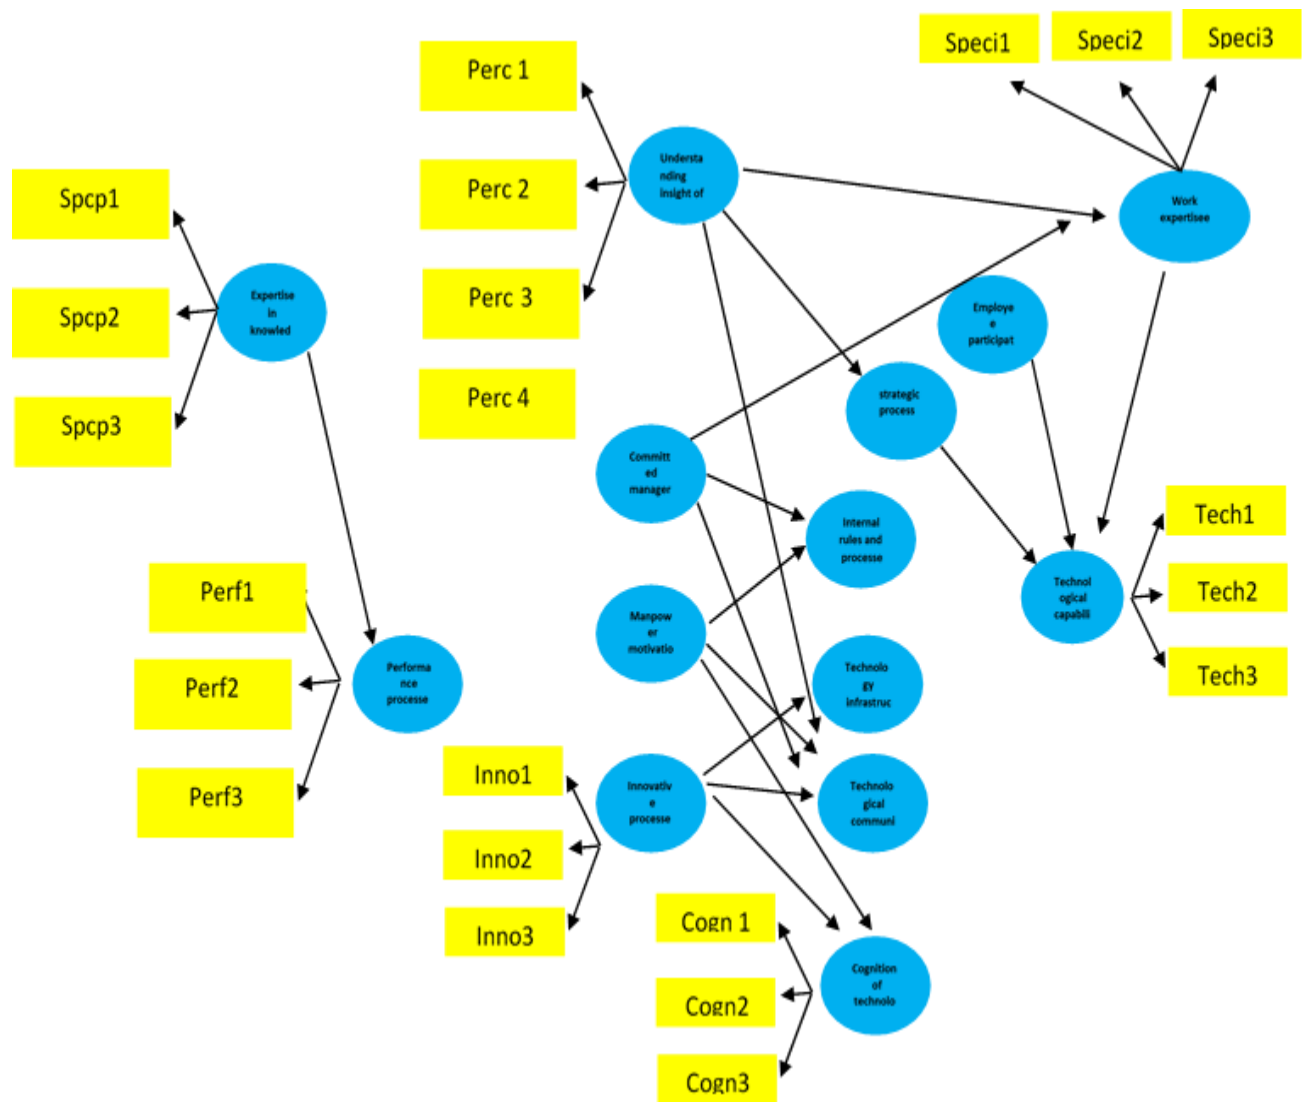 Speci1
Speci2
Speci3
Perc 1
Perc 2
Perc 3
Perc 4
Spcp1
Spcp2
Spcp3
Understa
nding
insight of
Work
expertisee
Expertise
in
knowled
Employe
e
participat
strategic
process
Committ
ed
manager
Internal
rules and
processe
Tech1
Tech2
Tech3
Technol
ogical
capabili
Perf1
Perf2
Perf3
Manpow
er
motivatio
Performa
nce
processe
Technolo
gy
infrastruc
Inno1
Inno2
Inno3
Innovativ
e
processe
Technolo
gical
communi
Cogn 1
Cogn2
Cogn3
Cognition
of
technolo